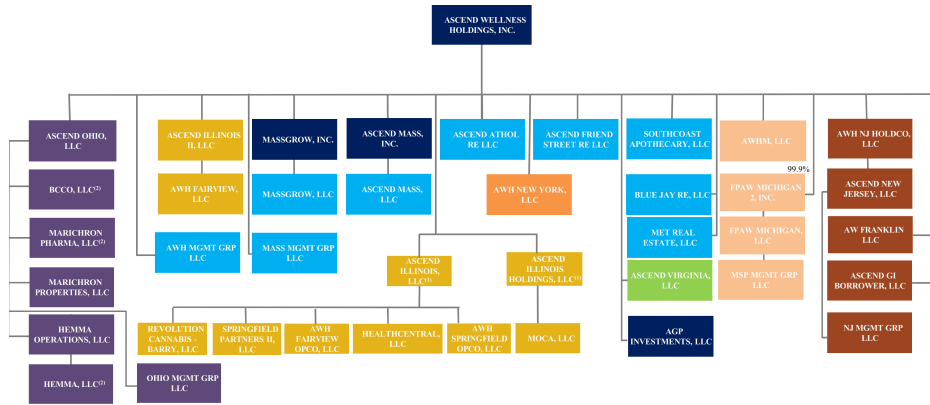 ASCEND WELLNESS
HOLDINGS, INC.
ASCEND OHIO,
LLC
ASCEND ILLINOIS
II, LLC
MASSGROW, INC.
ASCEND MASS,
INC.
ASCEND ATHOL
RE LLC
ASCEND FRIEND
STREET RE LLC
SOUTHCOAST
APOTHECARY, LLC
AWHM, LLC
AWH NJ HOLDCO,
LLC
99.9%
BCCO, LLC(2)
AWH FAIRVIEW,
LLC
MASSGROW, LLC
ASCEND MASS, LLC
AWH NEW YORK,
LLC
BLUE JAY RE, LLC
FPAW MICHIGAN
2, INC.
ASCEND NEW
JERSEY, LLC
MARICHRON
PHARMA, LLC(2)
AWH MGMT GRP
LLC
MASS MGMT GRP
LLC
MET REAL
ESTATE, LLC
FPAW MICHIGAN,
LLC
AW FRANKLIN
LLC
MARICHRON
PROPERTIES, LLC
ASCEND
ILLINOIS,
LLC(1)
ASCEND
ILLINOIS
HOLDINGS, LLC(1)
ASCEND VIRGINIA,
LLC
MSP MGMT GRP
LLC
ASCEND GI
BORROWER, LLC
HEMMA
OPERATIONS, LLC
REVOLUTION
CANNABIS -
BARRY, LLC
SPRINGFIELD
PARTNERS II,
LLC
AWH
FAIRVIEW
OPCO, LLC
HEALTHCENTRAL,
LLC
AWH
SPRINGFIELD
OPCO, LLC
MOCA, LLC
AGP
INVESTMENTS, LLC
NJ MGMT GRP
LLC
HEMMA, LLC(2)
OHIO MGMT GRP
LLC